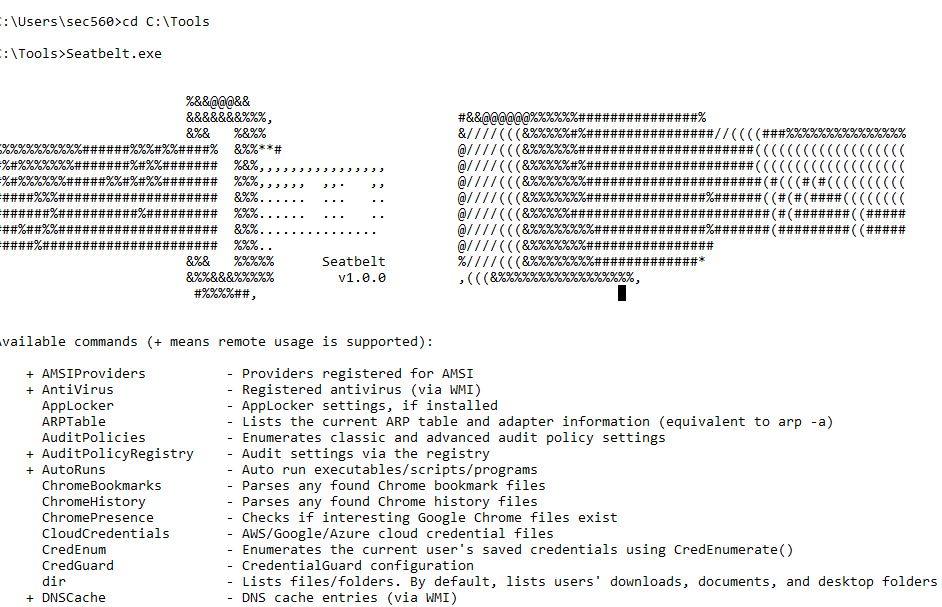 :\Users\sec560>cd C:\Tools
:\Tools>Seatbelt.exe
%&&@@@&&
&&&&&&&%%%, #&&@@@@@@%%%%%%###############%
&%& %&%% &////(((&%%%%%#%################//((((###%%%%%%%%%%%%%%%
%%%%%%%%%%%######%%%#%%####% &%%**# @////(((&%%%%%%######################(((((((((((((((((((
#%#%%%%%%%#######%#%%####### %&%,,,,,,,,,,,,,,,, @////(((&%%%%%#%#####################(((((((((((((((((((
#%#%%%%%%#####%%#%#%%####### %%%,,,,,, ,,. ,, @////(((&%%%%%%%######################(#(((#(#((((((((((
#####%%%#################### &%%...... ... .. @////(((&%%%%%%%###############%######((#(#(####((((((((
#######%##########%######### %%%...... ... .. @////(((&%%%%%#########################(#(#######((#####
###%##%%#################### &%%............... @////(((&%%%%%%%%##############%#######(#########((#####
#####%###################### %%%.. @////(((&%%%%%%%################
&%& %%%%% Seatbelt %////(((&%%%%%%%%#############*
&%%&&&%%%%% v1.0.0 ,(((&%%%%%%%%%%%%%%%%%,
#%%%%##,
Available commands (+ means remote usage is supported):
+ AMSIProviders - Providers registered for AMSI
+ AntiVirus - Registered antivirus (via WMI)
AppLocker - AppLocker settings, if installed
ARPTable - Lists the current ARP table and adapter information (equivalent to arp -a)
AuditPolicies - Enumerates classic and advanced audit policy settings
+ AuditPolicyRegistry - Audit settings via the registry
+ AutoRuns - Auto run executables/scripts/programs
ChromeBookmarks - Parses any found Chrome bookmark files
ChromeHistory - Parses any found Chrome history files
ChromePresence - Checks if interesting Google Chrome files exist
CloudCredentials - AWS/Google/Azure cloud credential files
CredEnum - Enumerates the current user's saved credentials using CredEnumerate()
CredGuard - CredentialGuard configuration
dir - Lists files/folders. By default, lists users' downloads, documents, and desktop folders
+ DNSCache - DNS cache entries (via WMI)